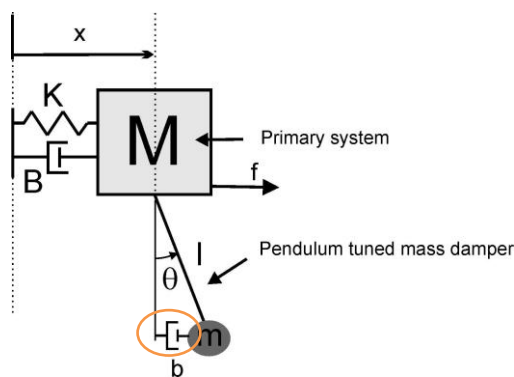 x
K
M
Primary system
B
f
l
θ
Pendulum tuned mass damper
m
b